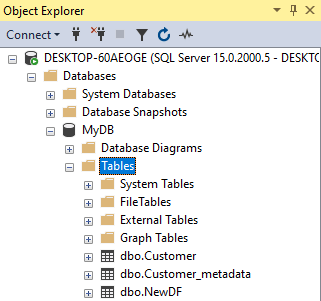 Object Explorer
Connect
DESKTOP-60AEOGE (SQL Server 15.0.2000.5 - DESKTO
Databases
System Databases
Database Snapshots
MyDB
Database Diagrams
Tables
System Tables
FileTables
External Tables
Graph Tables
dbo.Customer
dbo.Customer_metadata
dbo.NewDF